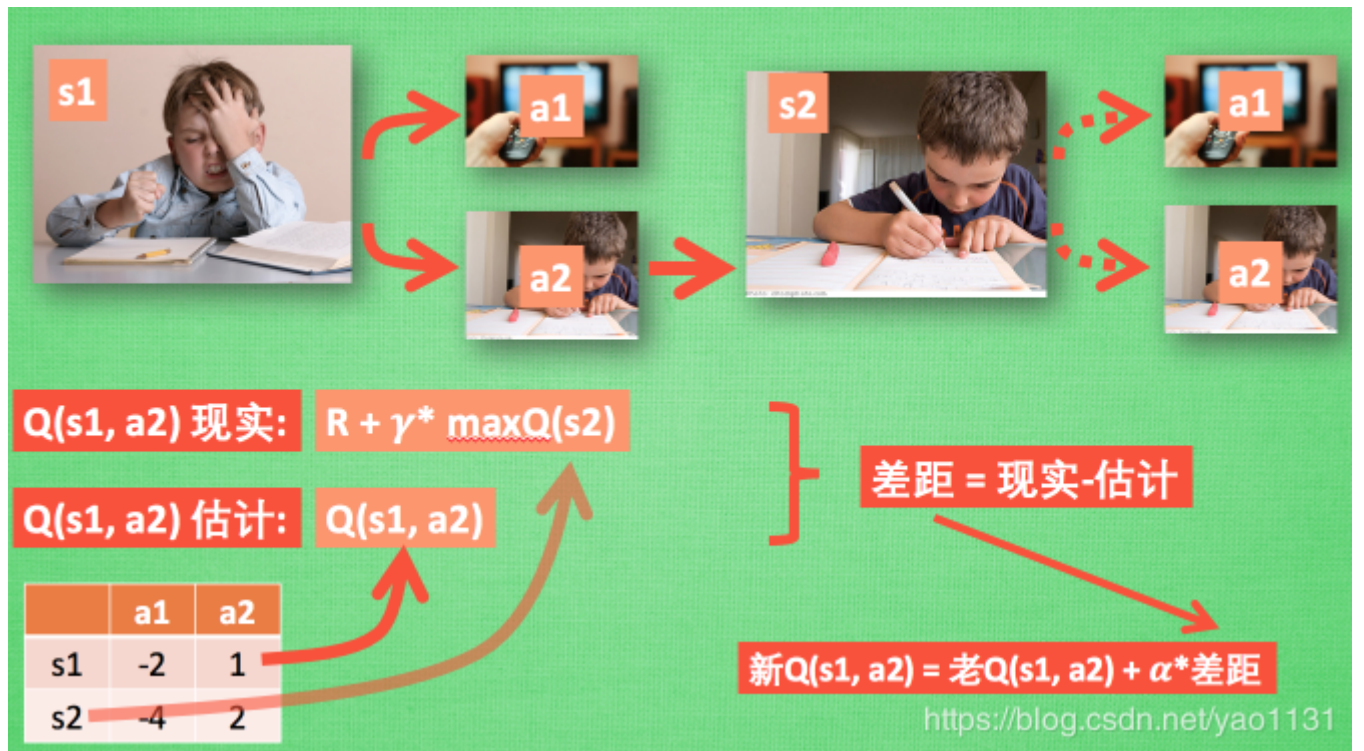 s1
a1
a2
s2
a1
a2
Q(s1, a2) 现实: R + γ* maxQ(s2)
Q(s1, a2) 估计: Q(s1, a2)
差距 = 现实-估计
a1 a2
s1 -2 1
s2 -4 2
新Q(s1, a2) = 老Q(s1, a2) + α*差距
https://blog.csdn.net/yao1131